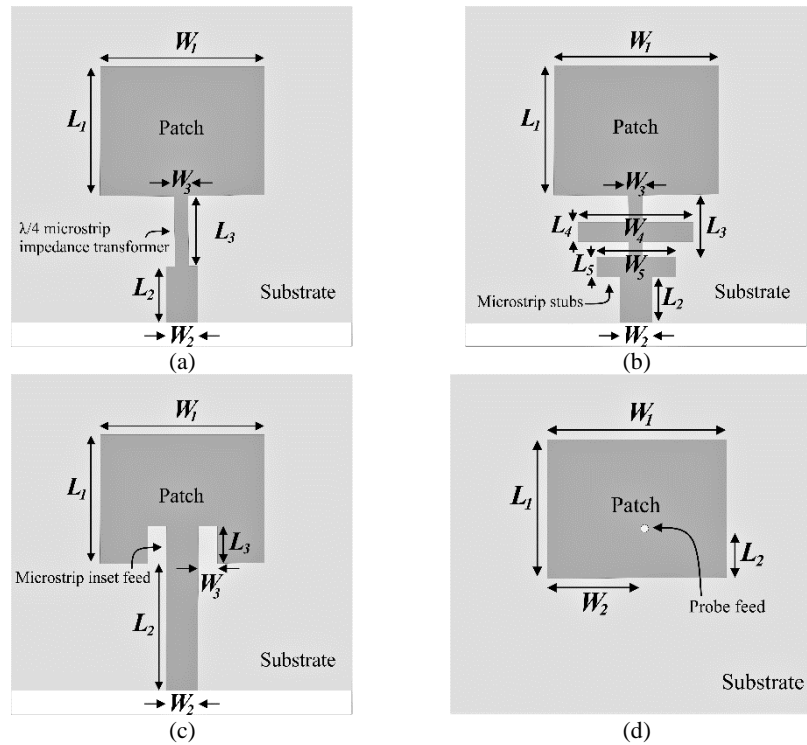 W1
L1
Patch
W3
λ/4 microstrip
impedance transformer
L3
L2
Substrate
W2
(a)
W1
L1
Patch
W3
L4
W4
L3
L5
W5
Microstrip stubs
L2
Substrate
W2
(b)
W1
L1
Patch
L3
Microstrip inset feed
W3
L2
Substrate
W2
(c)
W1
L1
Patch
L2
W2
Probe feed
Substrate
(d)